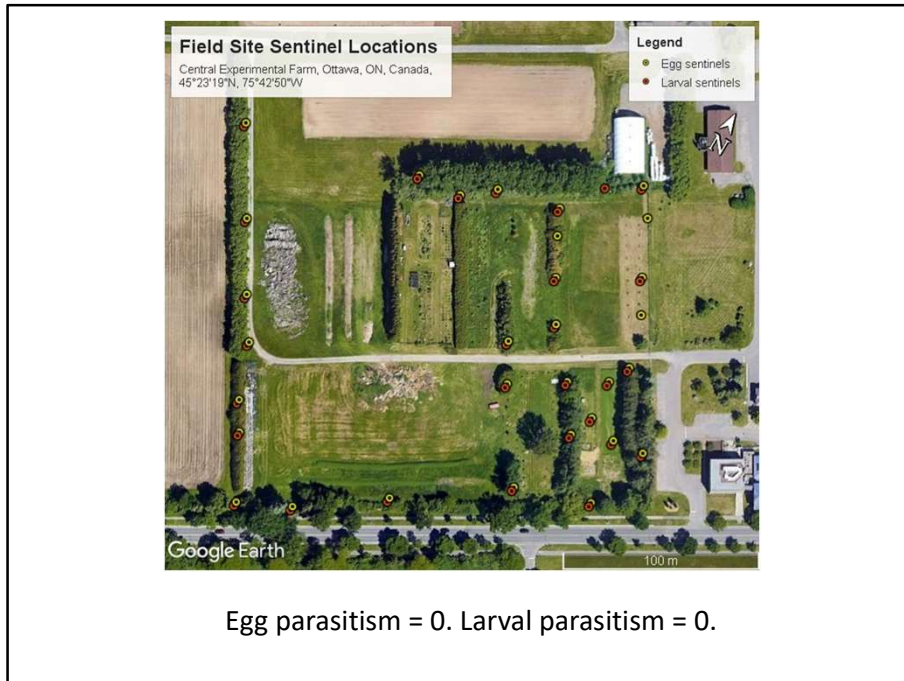 Field Site Sentinel Locations
Central Experimental Farm, Ottawa, ON, Canada,
45°23'19"N, 75°42'50"W
Legend
Egg sentinels
Larval sentinels
N
Google Earth
100 m
Egg parasitism = 0. Larval parasitism = 0.